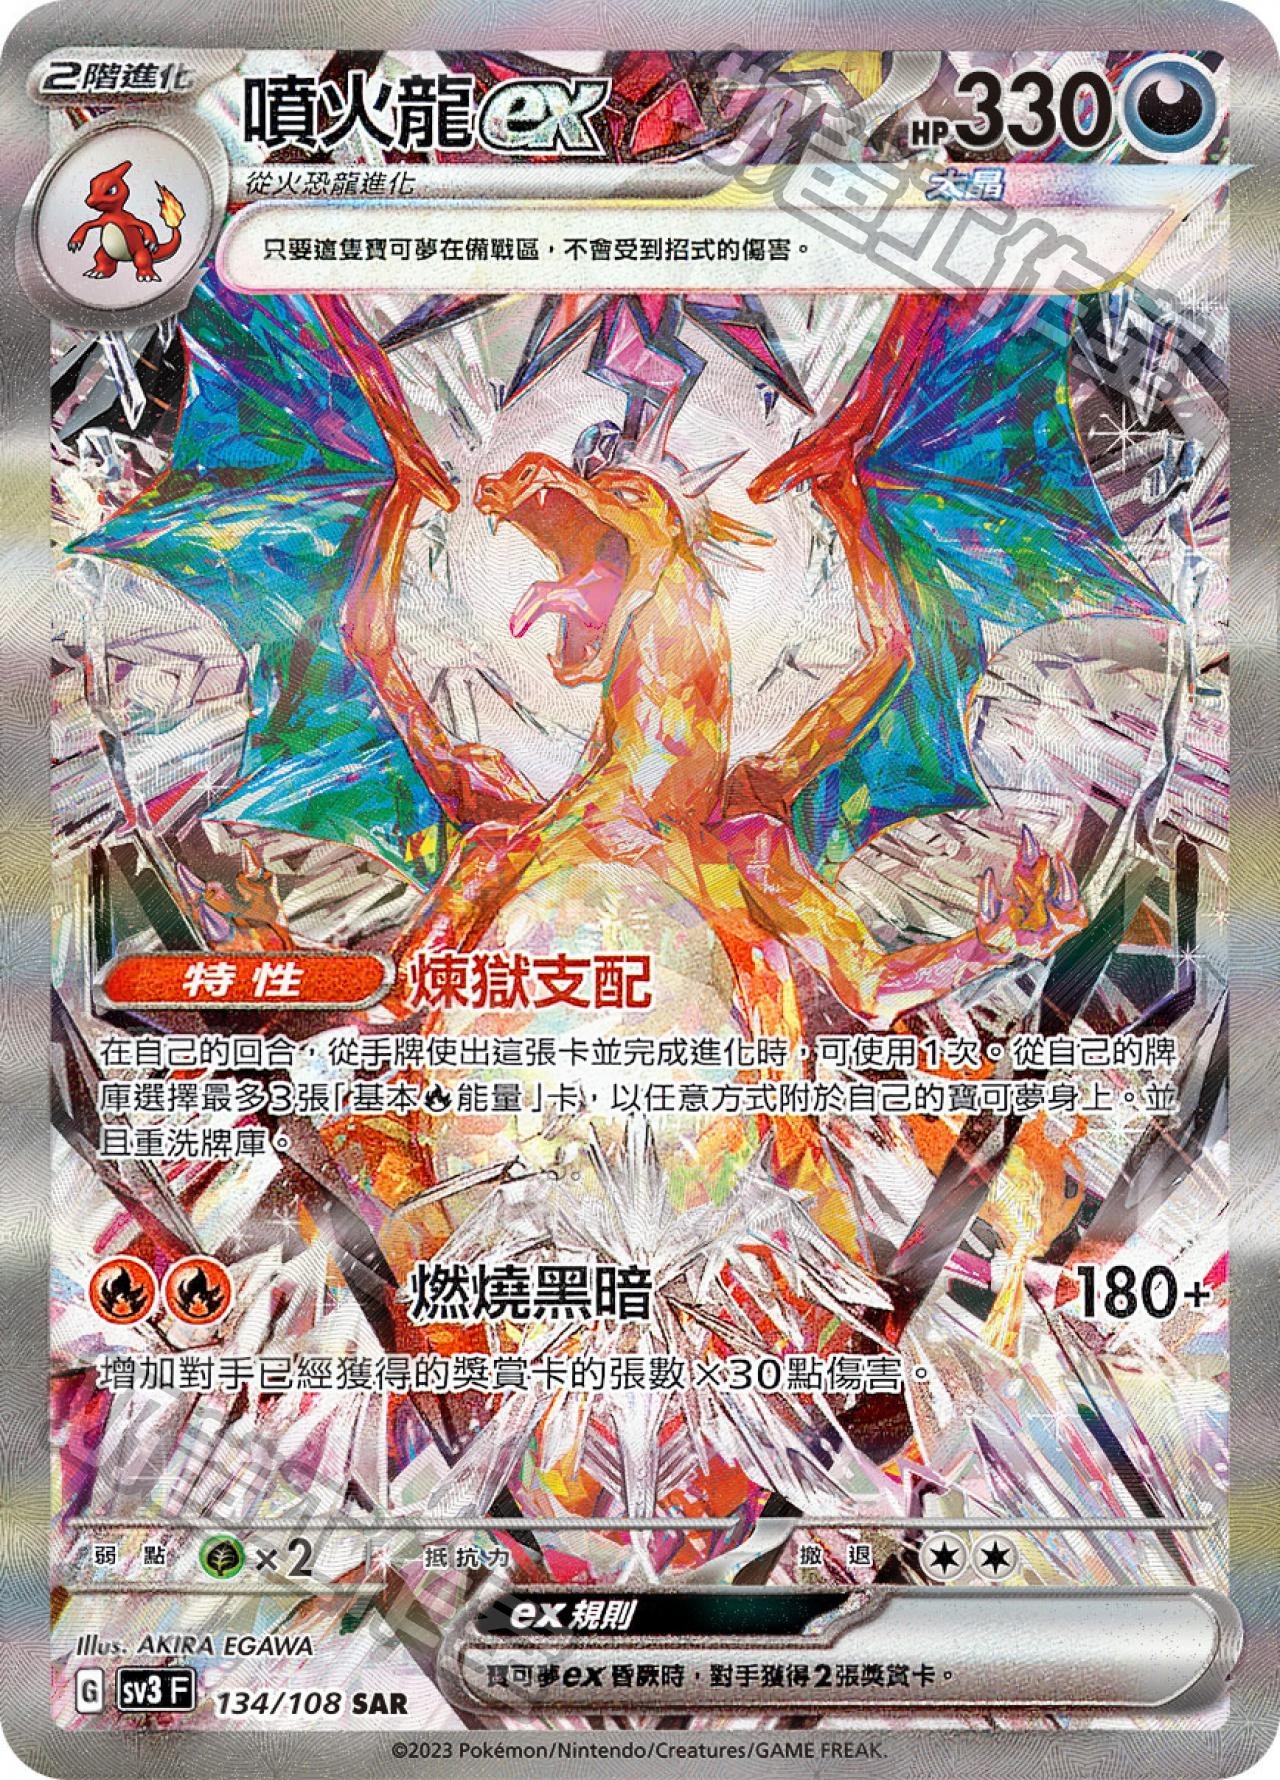 2階進化
噴火龍ex
HP330
從火恐龍進化
太晶
只要這隻寶可夢在備戰區，不會受到招式的傷害。
特性
煉獄支配
在自己的回合，從手牌使出這張卡並完成進化時，可使用1次。從自己的牌
庫選擇最多3張「基本能量」卡，以任意方式附於自己的寶可夢身上。並
且重洗牌庫。
燃燒黑暗
180+
增加對手已經獲得的獎賞卡的張數×30點傷害。
弱點 ×2 抵抗力 撤退
ex規則
寶可夢ex昏厥時，對手獲得2張獎賞卡。
Illus. AKIRA EGAWA
G SV3 F 134/108 SAR
©2023 Pokémon/Nintendo/Creatures/GAME FREAK.